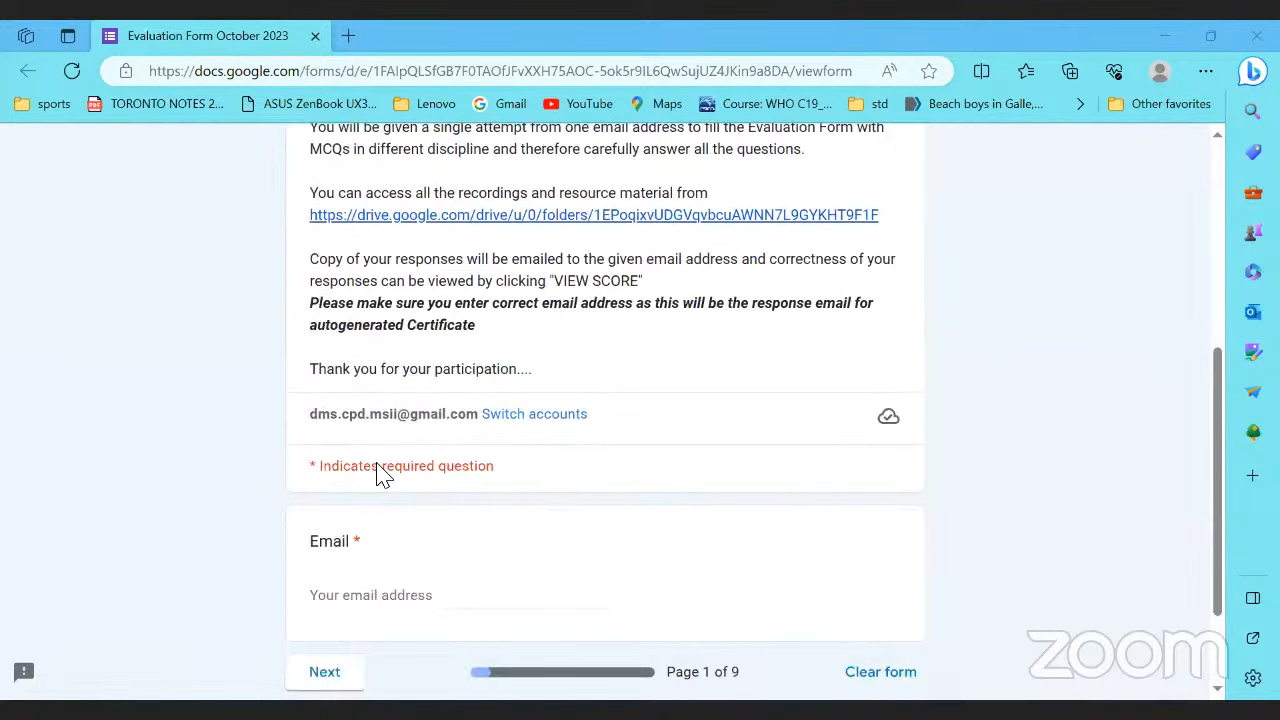 Evaluation Form October 2023
https://docs.google.com/forms/d/e/1FAIpQLSfGB7F0TAOfJFvXXH75AOC-5ok5r9IL6QwSujUZ4JKin9a8DA/viewform
sports TORONTO NOTES 2... ASUS ZenBook UX3... Lenovo Gmail YouTube Maps Course: WHO C19_... std Beach boys in Galle,... Other favorites
You will be given a single attempt from one email address to fill the Evaluation Form with
MCQs in different discipline and therefore carefully answer all the questions.
You can access all the recordings and resource material from
https://drive.google.com/drive/u/0/folders/1EPoqixvUDGVqvbcuAWNN7L9GYKHT9F1F
Copy of your responses will be emailed to the given email address and correctness of your
responses can be viewed by clicking "VIEW SCORE"
Please make sure you enter correct email address as this will be the response email for
autogenerated Certificate
Thank you for your participation....
dms.cpd.msii@gmail.com Switch accounts
* Indicates required question
Email *
Your email address
Next Page 1 of 9 Clear form
zoom